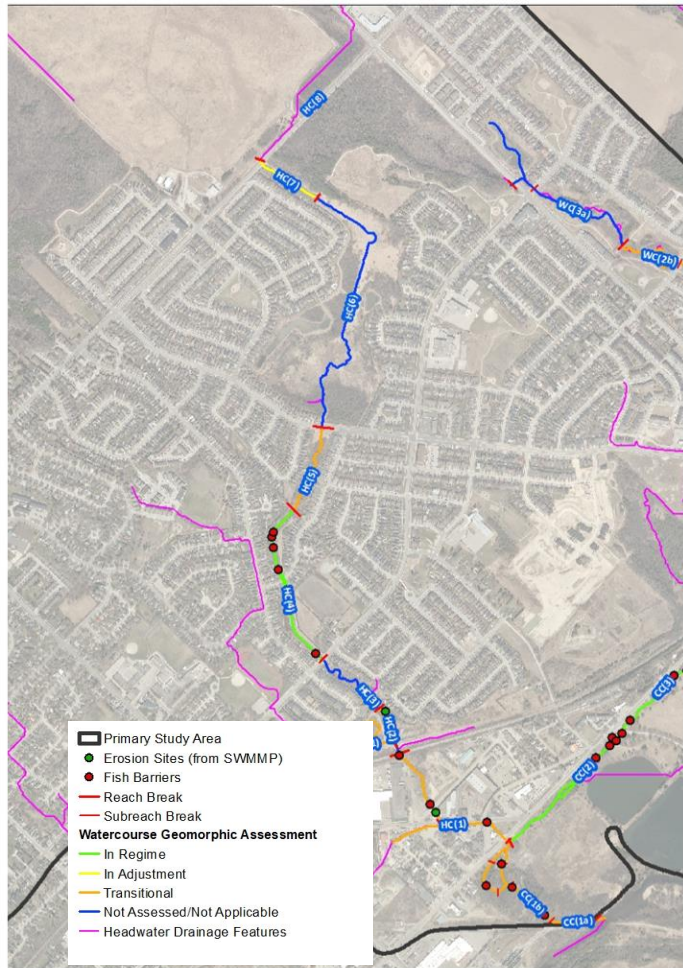 HC(8)
HC(7)
WC(3a)
WC(2b)
HC(6)
HC(5)
HC(4)
HC(3)
CC(3)
HC(2)
CC(2)
HC(1)
CC(1b)
CC(1a)
Primary Study Area
Erosion Sites (from SWMMP)
Fish Barriers
Reach Break
Subreach Break
Watercourse Geomorphic Assessment
In Regime
In Adjustment
Transitional
Not Assessed/Not Applicable
Headwater Drainage Features